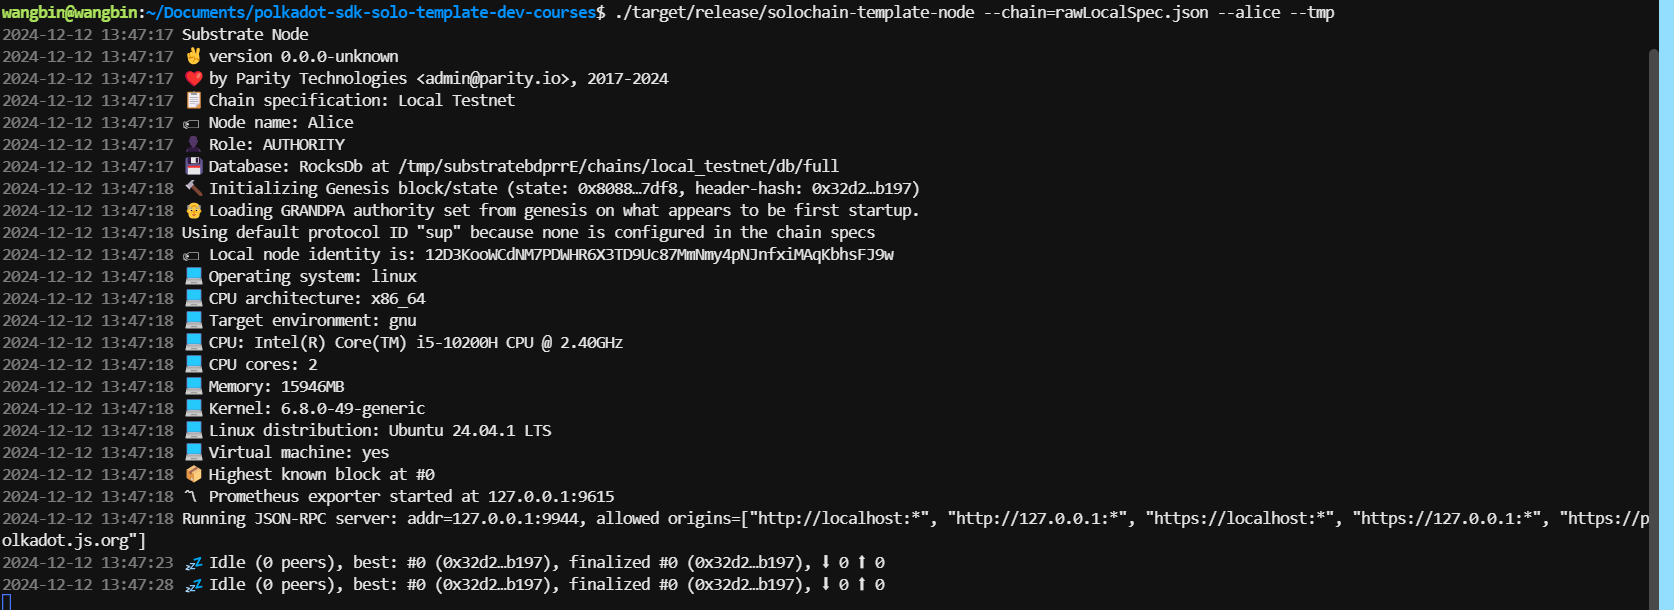 wangbin@wangbin:~/Documents/polkadot-sdk-solo-template-dev-courses$ ./target/release/solochain-template-node --chain=rawLocalSpec.json --alice --tmp
2024-12-12 13:47:17 Substrate Node
2024-12-12 13:47:17 ✌️ version 0.0.0-unknown
2024-12-12 13:47:17 ❤️ by Parity Technologies <admin@parity.io>, 2017-2024
2024-12-12 13:47:17 📋 Chain specification: Local Testnet
2024-12-12 13:47:17 🏷 Node name: Alice
2024-12-12 13:47:17 👤 Role: AUTHORITY
2024-12-12 13:47:17 💾 Database: RocksDb at /tmp/substratebdprrE/chains/local_testnet/db/full
2024-12-12 13:47:18 🔨 Initializing Genesis block/state (state: 0x8088…7df8, header-hash: 0x32d2…b197)
2024-12-12 13:47:18 👴 Loading GRANDPA authority set from genesis on what appears to be first startup.
2024-12-12 13:47:18 Using default protocol ID "sup" because none is configured in the chain specs
2024-12-12 13:47:18 🏷 Local node identity is: 12D3KooWCdNM7PDWHR6X3TD9Uc87MmNmy4pNJnfxiMAqKbhsFJ9w
2024-12-12 13:47:18 💻 Operating system: linux
2024-12-12 13:47:18 💻 CPU architecture: x86_64
2024-12-12 13:47:18 💻 Target environment: gnu
2024-12-12 13:47:18 💻 CPU: Intel(R) Core(TM) i5-10200H CPU @ 2.40GHz
2024-12-12 13:47:18 💻 CPU cores: 2
2024-12-12 13:47:18 💻 Memory: 15946MB
2024-12-12 13:47:18 💻 Kernel: 6.8.0-49-generic
2024-12-12 13:47:18 💻 Linux distribution: Ubuntu 24.04.1 LTS
2024-12-12 13:47:18 💻 Virtual machine: yes
2024-12-12 13:47:18 📦 Highest known block at #0
2024-12-12 13:47:18 〽️ Prometheus exporter started at 127.0.0.1:9615
2024-12-12 13:47:18 Running JSON-RPC server: addr=127.0.0.1:9944, allowed origins=["http://localhost:*", "http://127.0.0.1:*", "https://localhost:*", "https://127.0.0.1:*", "https://p
olkadot.js.org"]
2024-12-12 13:47:23 💤 Idle (0 peers), best: #0 (0x32d2…b197), finalized #0 (0x32d2…b197), ⬇ 0 ⬆ 0
2024-12-12 13:47:28 💤 Idle (0 peers), best: #0 (0x32d2…b197), finalized #0 (0x32d2…b197), ⬇ 0 ⬆ 0